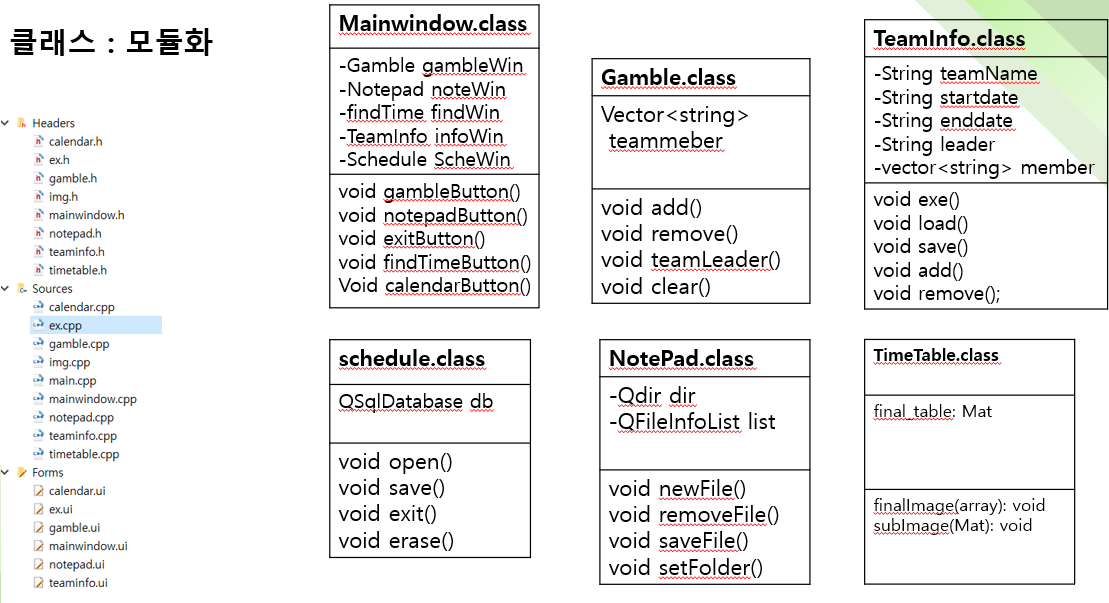 클래스 : 모듈화
Headers
calendar.h
ex.h
gamble.h
img.h
mainwindow.h
notepad.h
teaminfo.h
timetable.h
Sources
calendar.cpp
ex.cpp
gamble.cpp
img.cpp
main.cpp
mainwindow.cpp
notepad.cpp
teaminfo.cpp
timetable.cpp
Forms
calendar.ui
ex.ui
gamble.ui
mainwindow.ui
notepad.ui
teaminfo.ui
Mainwindow.class
-Gamble gambleWin
-Notepad noteWin
-findTime findWin
-TeamInfo infoWin
-Schedule ScheWin
void gambleButton()
void notepadButton()
void exitButton()
void findTimeButton()
Void calendarButton()
Gamble.class
Vector<string>
teammeber
void add()
void remove()
void teamLeader()
void clear()
TeamInfo.class
-String teamName
-String startdate
-String enddate
-String leader
-vector<string> member
void exe()
void load()
void save()
void add()
void remove();
schedule.class
QSqlDatabase db
void open()
void save()
void exit()
void erase()
NotePad.class
-Qdir dir
-QFileInfoList list
void newFile()
void removeFile()
void saveFile()
void setFolder()
TimeTable.class
final_table: Mat
finalImage(array): void
subImage(Mat): void